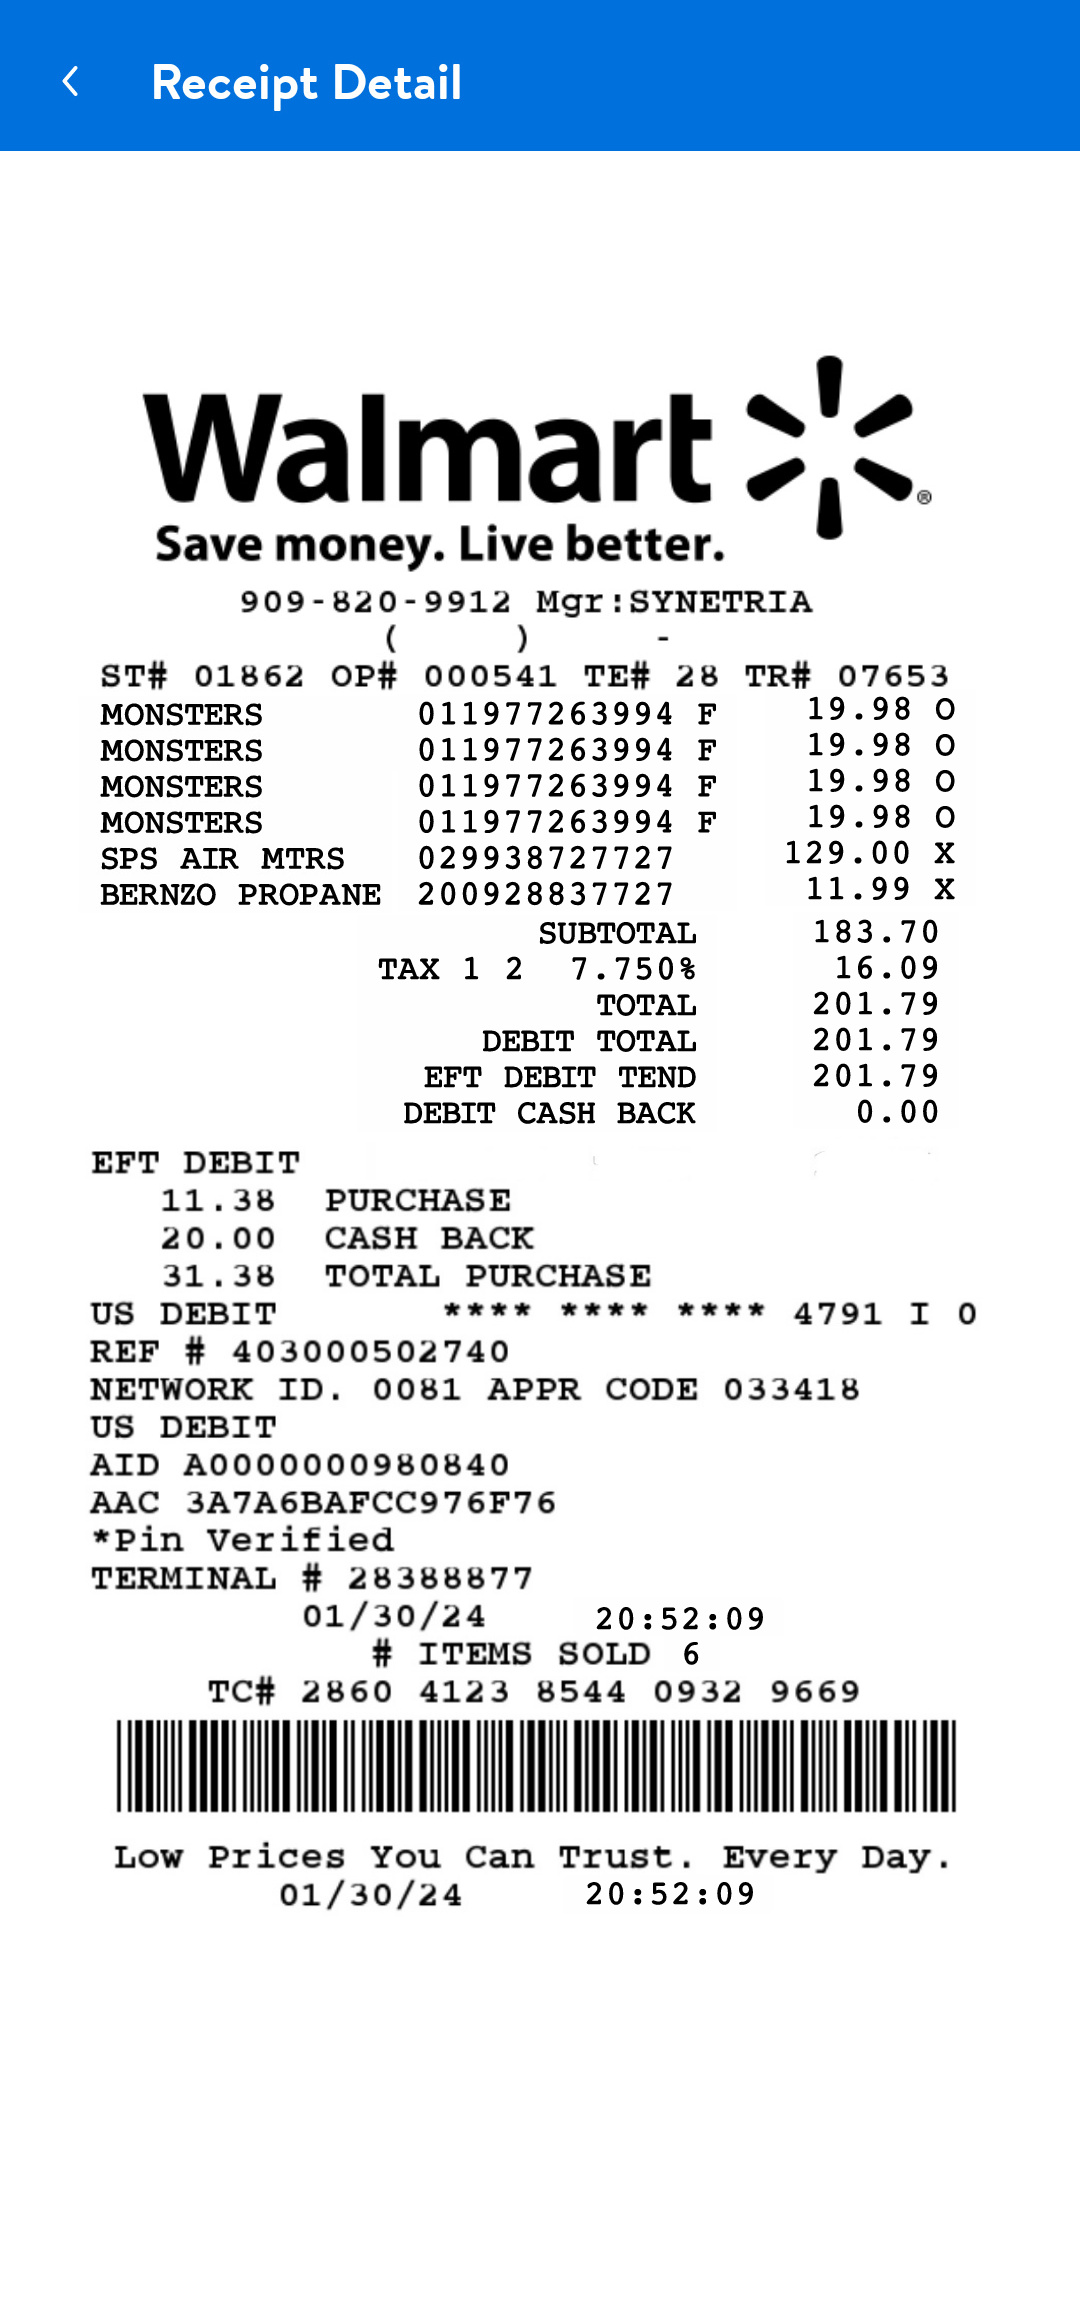 Receipt Detail
Walmart
Save money. Live better.
909-820-9912 Mgr:SYNETRIA
( ) -
ST# 01862 OP# 000541 TE# 28 TR# 07653
MONSTERS 011977263994 F 19.98 O
MONSTERS 011977263994 F 19.98 O
MONSTERS 011977263994 F 19.98 O
MONSTERS 011977263994 F 19.98 O
SPS AIR MTRS 029938727727 129.00 X
BERNZO PROPANE 200928837727 11.99 X
SUBTOTAL 183.70
TAX 1 2 7.750% 16.09
TOTAL 201.79
DEBIT TOTAL 201.79
EFT DEBIT TEND 201.79
DEBIT CASH BACK 0.00
EFT DEBIT
11.38 PURCHASE
20.00 CASH BACK
31.38 TOTAL PURCHASE
US DEBIT **** **** **** 4791 I 0
REF # 403000502740
NETWORK ID. 0081 APPR CODE 033418
US DEBIT
AID A0000000980840
AAC 3A7A6BAFCC976F76
*Pin Verified
TERMINAL # 28388877
01/30/24 20:52:09
# ITEMS SOLD 6
TC# 2860 4123 8544 0932 9669
Low Prices You Can Trust. Every Day.
01/30/24 20:52:09